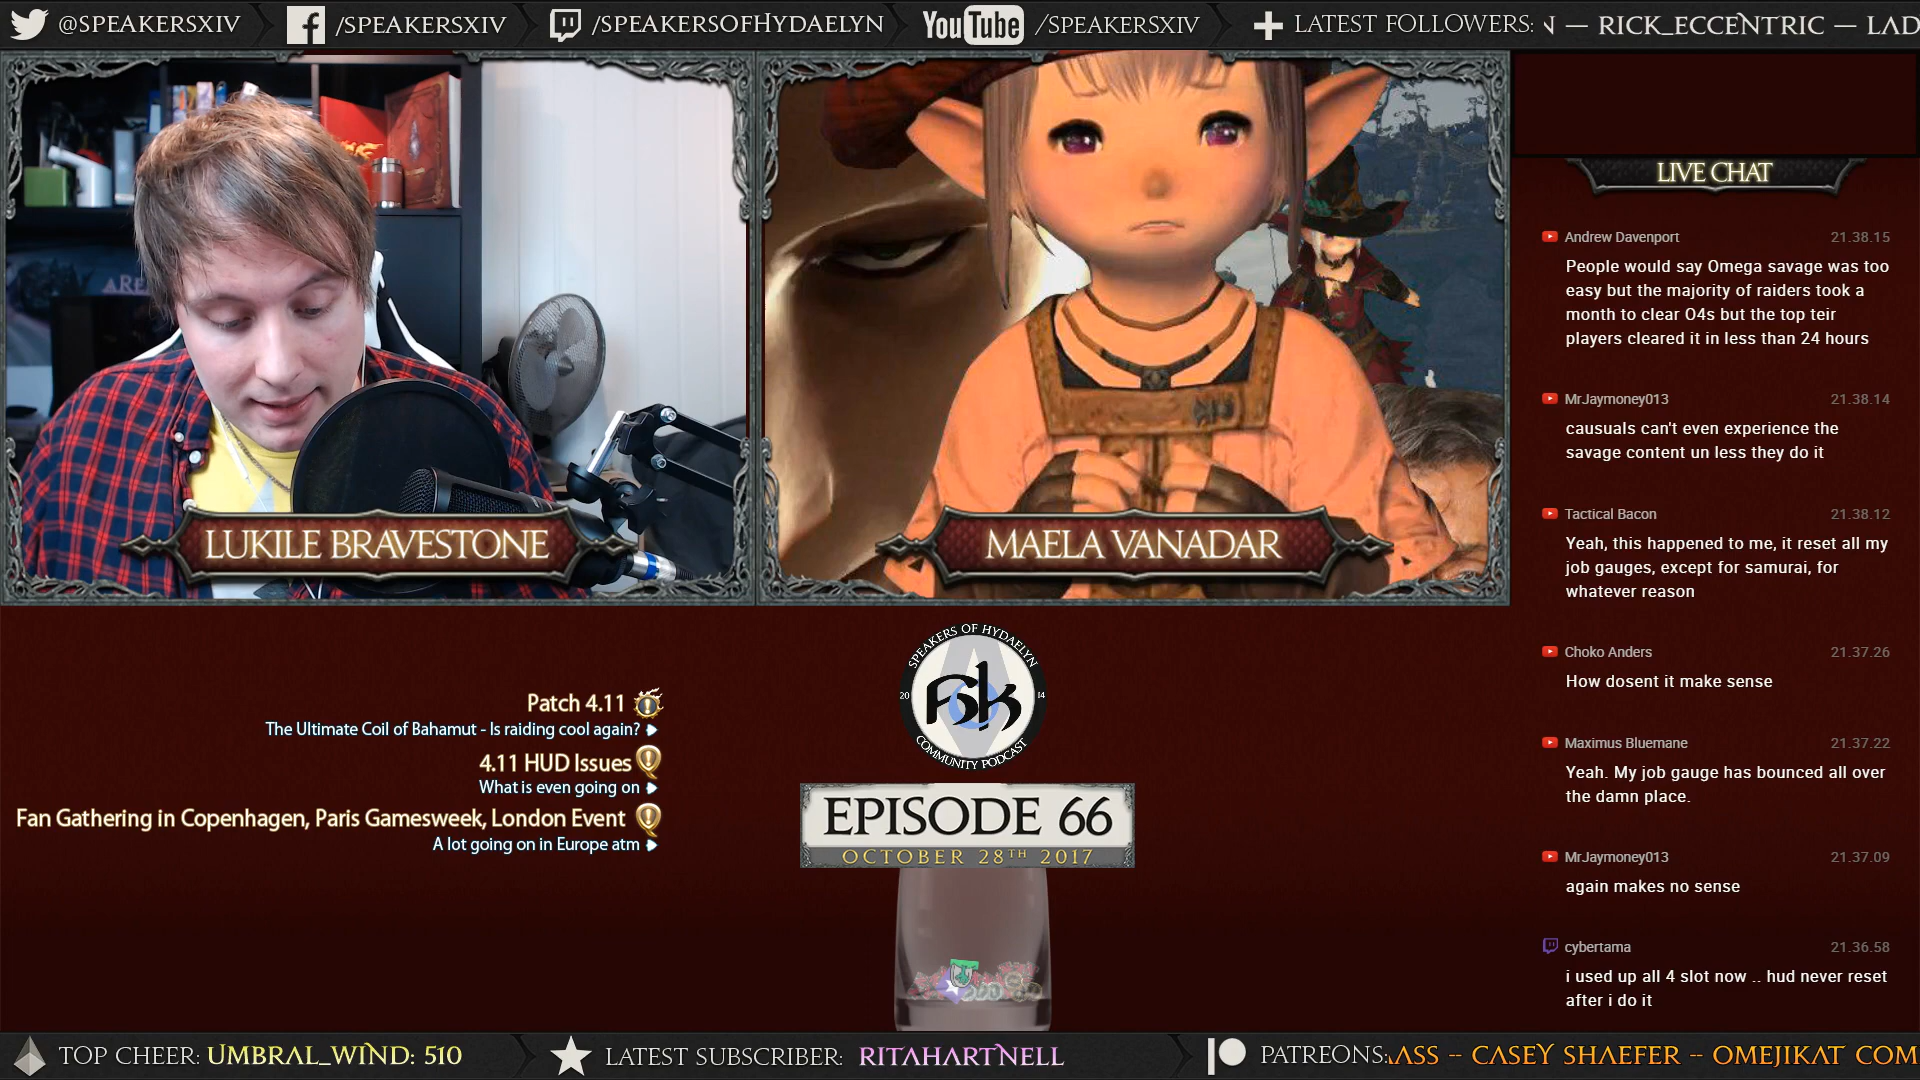 @SPEAKERSXIV
/SPEAKERSXIV
/SPEAKERSOFHYDAELYN
YouTube /SPEAKERSXIV
LATEST FOLLOWERS: N — RICK_ECCENTRIC — LAD
LUKILE BRAVESTONE
MAELA VANADAR
LIVE CHAT
Andrew Davenport 21.38.15
People would say Omega savage was too
easy but the majority of raiders took a
month to clear O4s but the top teir
players cleared it in less than 24 hours
MrJaymoney013 21.38.14
causuals can't even experience the
savage content un less they do it
Tactical Bacon 21.38.12
Yeah, this happened to me, it reset all my
job gauges, except for samurai, for
whatever reason
Choko Anders 21.37.26
How dosent it make sense
Maximus Bluemane 21.37.22
Yeah. My job gauge has bounced all over
the damn place.
MrJaymoney013 21.37.09
again makes no sense
cybertama 21.36.58
i used up all 4 slot now .. hud never reset
after i do it
Patch 4.11
The Ultimate Coil of Bahamut - Is raiding cool again?
4.11 HUD Issues
What is even going on
Fan Gathering in Copenhagen, Paris Gamesweek, London Event
A lot going on in Europe atm
SPEAKERS OF HYDAELYN
20 14
COMMUNITY PODCAST
EPISODE 66
OCTOBER 28TH 2017
TOP CHEER: UMBRAL_WIND: 510
LATEST SUBSCRIBER: RITAHARTNELL
PATREONS: ASS -- CASEY SHAEFER -- OMEJIKAT COM